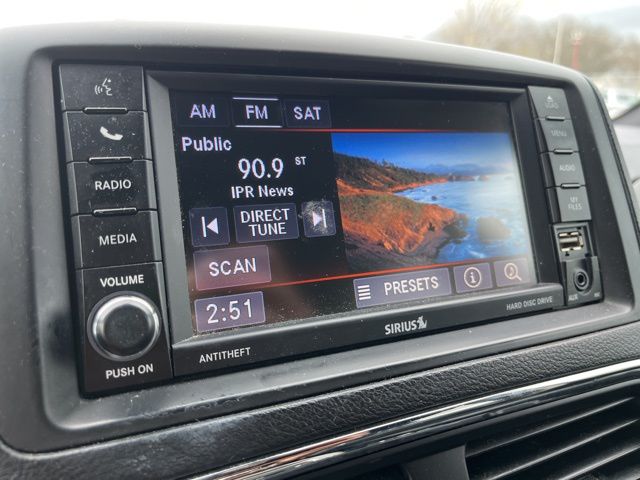 LOAD
AM FM SAT
MENU
Public
90.9 ST
RADIO
IPR News
AUDIO
MEDIA
DIRECT
TUNE
MY
FILES
SCAN
VOLUME
PRESETS
2:51
AUX
HARD DISC DRIVE
SIRIUS
ANTITHEFT
PUSH ON